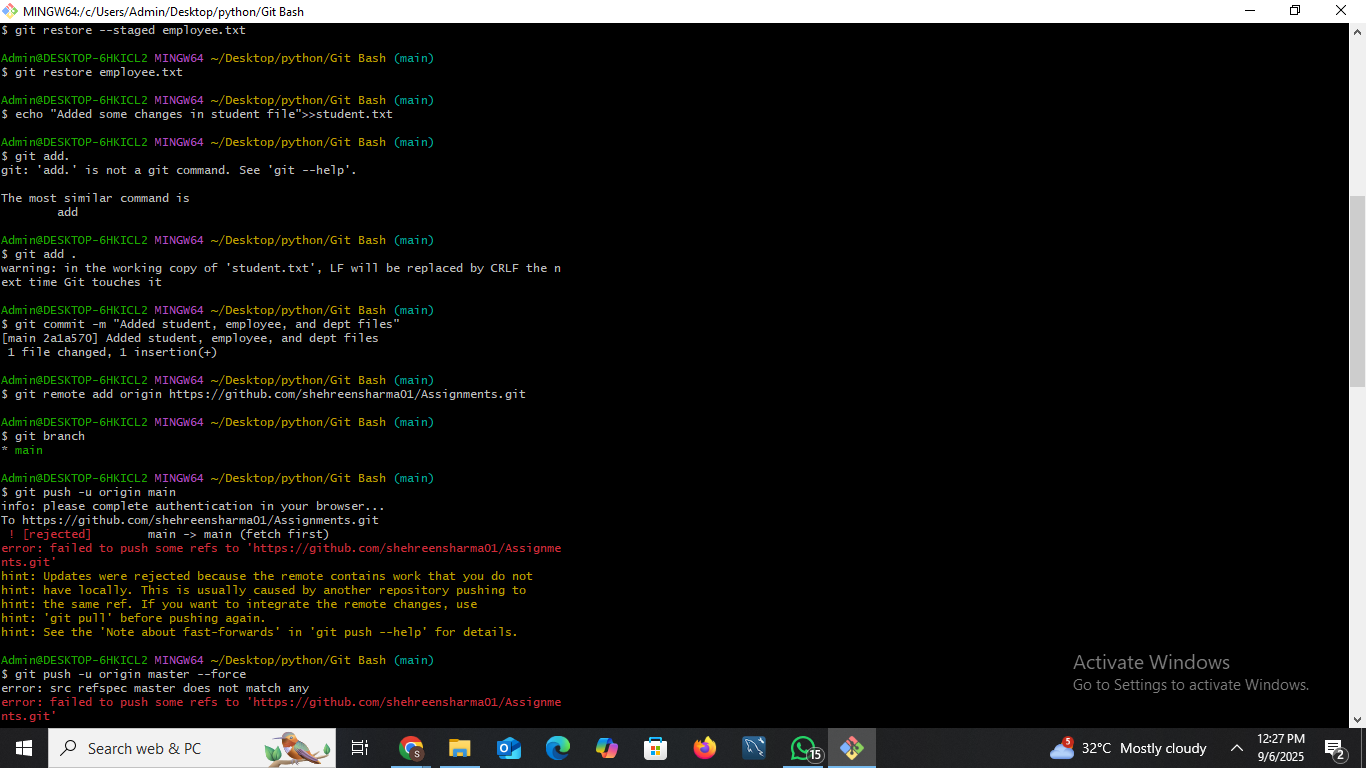 MINGW64:/c/Users/Admin/Desktop/python/Git Bash
$ git restore --staged employee.txt
Admin@DESKTOP-6HKICL2 MINGW64 ~/Desktop/python/Git Bash (main)
$ git restore employee.txt
Admin@DESKTOP-6HKICL2 MINGW64 ~/Desktop/python/Git Bash (main)
$ echo "Added some changes in student file">>student.txt
Admin@DESKTOP-6HKICL2 MINGW64 ~/Desktop/python/Git Bash (main)
$ git add.
git: 'add.' is not a git command. See 'git --help'.
The most similar command is
add
Admin@DESKTOP-6HKICL2 MINGW64 ~/Desktop/python/Git Bash (main)
$ git add .
warning: in the working copy of 'student.txt', LF will be replaced by CRLF the n
ext time Git touches it
Admin@DESKTOP-6HKICL2 MINGW64 ~/Desktop/python/Git Bash (main)
$ git commit -m "Added student, employee, and dept files"
[main 2a1a570] Added student, employee, and dept files
1 file changed, 1 insertion(+)
Admin@DESKTOP-6HKICL2 MINGW64 ~/Desktop/python/Git Bash (main)
$ git remote add origin https://github.com/shehreensharma01/Assignments.git
Admin@DESKTOP-6HKICL2 MINGW64 ~/Desktop/python/Git Bash (main)
$ git branch
* main
Admin@DESKTOP-6HKICL2 MINGW64 ~/Desktop/python/Git Bash (main)
$ git push -u origin main
info: please complete authentication in your browser...
To https://github.com/shehreensharma01/Assignments.git
! [rejected]        main -> main (fetch first)
error: failed to push some refs to 'https://github.com/shehreensharma01/Assignme
nts.git'
hint: Updates were rejected because the remote contains work that you do not
hint: have locally. This is usually caused by another repository pushing to
hint: the same ref. If you want to integrate the remote changes, use
hint: 'git pull' before pushing again.
hint: See the 'Note about fast-forwards' in 'git push --help' for details.
Admin@DESKTOP-6HKICL2 MINGW64 ~/Desktop/python/Git Bash (main)
$ git push -u origin master --force
error: src refspec master does not match any
error: failed to push some refs to 'https://github.com/shehreensharma01/Assignme
nts.git'
Activate Windows
Go to Settings to activate Windows.
Search web & PC
S
15
5
32°C Mostly cloudy
12:27 PM
9/6/2025
2